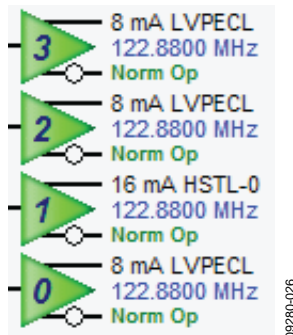 3
8 mA LVPECL
122.8800 MHz
Norm Op
2
8 mA LVPECL
122.8800 MHz
Norm Op
1
16 mA HSTL-0
122.8800 MHz
Norm Op
0
8 mA LVPECL
122.8800 MHz
Norm Op
09280-026